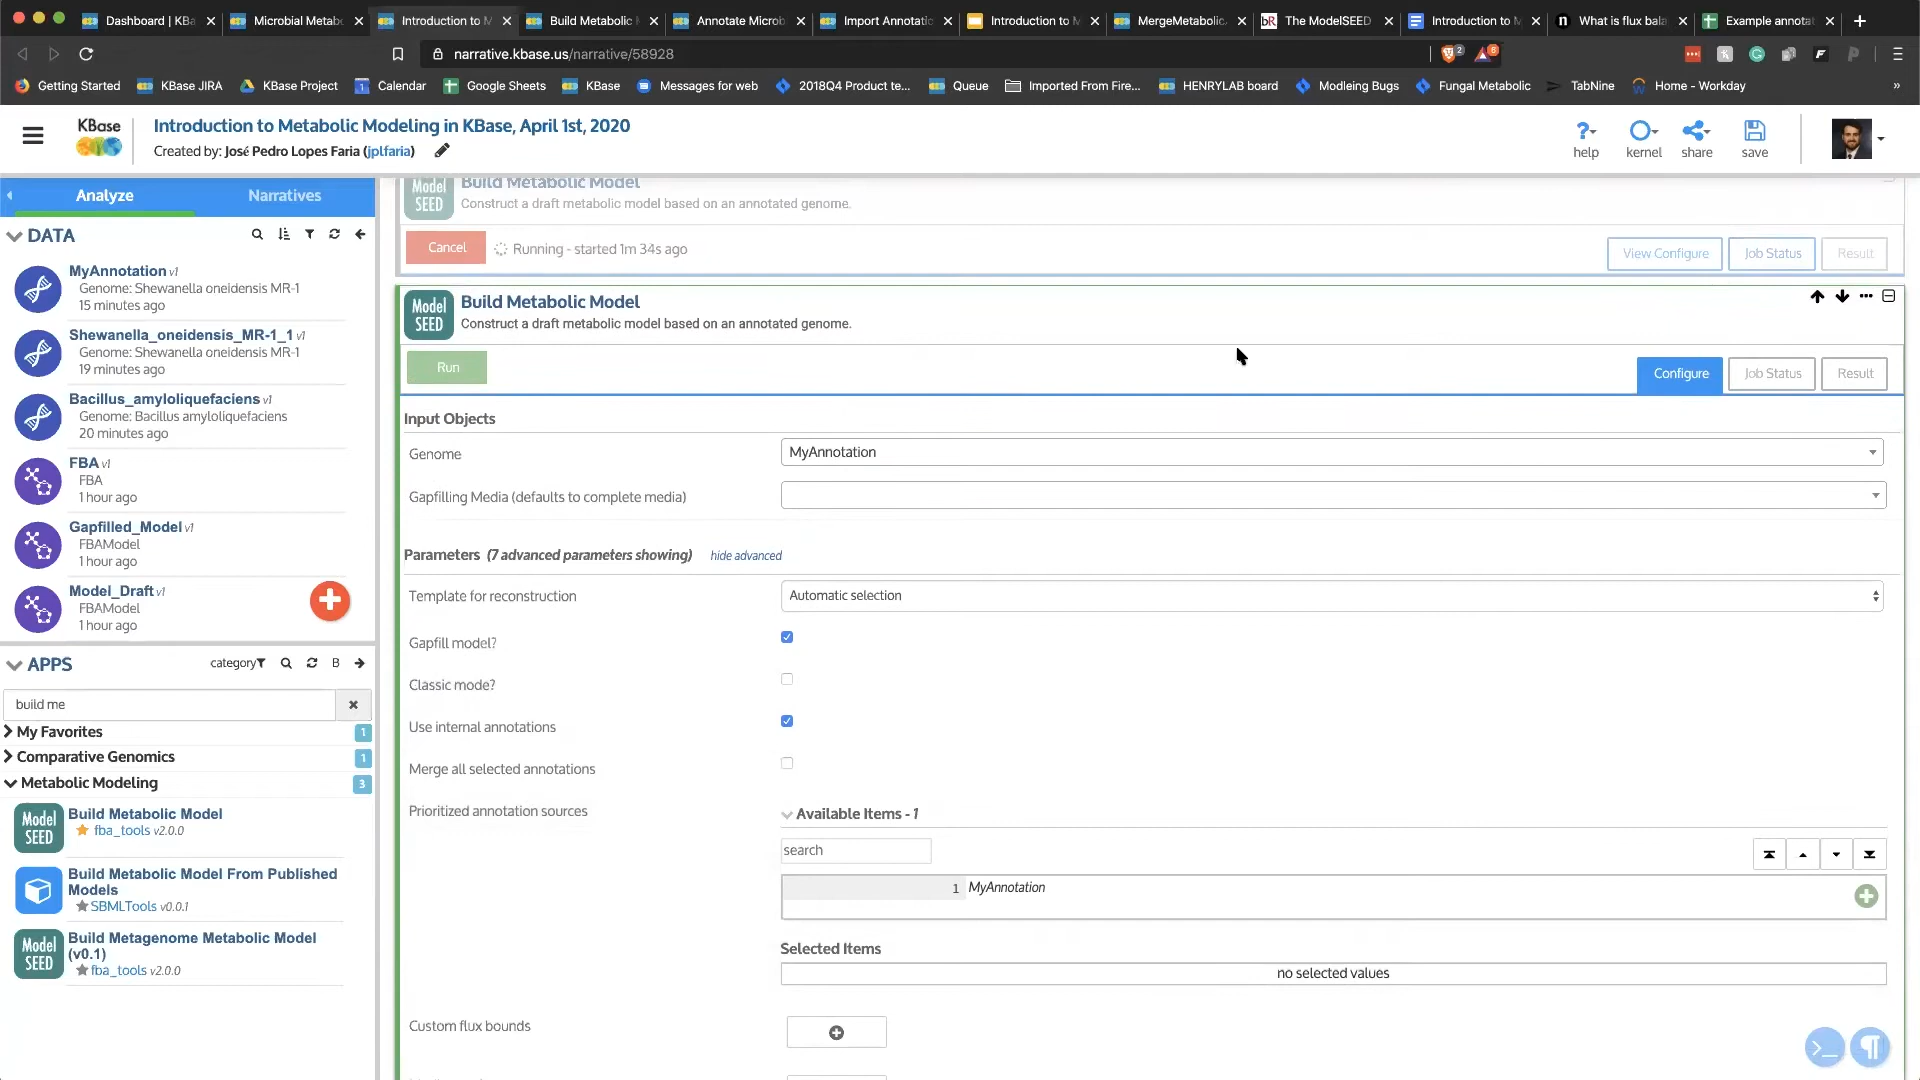 Dashboard | KBa
Microbial Metab
Introduction to M
Build Metabolic
Annotate Microb
Import Annotatic
Introduction to M
MergeMetabolic
The ModelSEED
Introduction to M
What is flux bala
Example annotat
narrative.kbase.us/narrative/58928
Getting Started
KBase JIRA
KBase Project
Calendar
Google Sheets
KBase
Messages for web
2018Q4 Product te...
Queue
Imported From Fire...
HENRYLAB board
Modleing Bugs
Fungal Metabolic
TabNine
Home - Workday
KBase
Introduction to Metabolic Modeling in KBase, April 1st, 2020
Created by: José Pedro Lopes Faria (jplfaria)
help
kernel
share
save
Analyze
Narratives
DATA
MyAnnotation v1
Genome: Shewanella oneidensis MR-1
15 minutes ago
Shewanella_oneidensis_MR-1_1 v1
Genome: Shewanella oneidensis MR-1
19 minutes ago
Bacillus_amyloliquefaciens v1
Genome: Bacillus amyloliquefaciens
20 minutes ago
FBA v1
FBA
1 hour ago
Gapfilled_Model v1
FBAModel
1 hour ago
Model_Draft v1
FBAModel
1 hour ago
APPS
category
B
build me
My Favorites
1
Comparative Genomics
1
Metabolic Modeling
3
Model SEED
Build Metabolic Model
fba_tools v2.0.0
Build Metabolic Model From Published
Models
SBMLTools v0.0.1
Model SEED
Build Metagenome Metabolic Model
(v0.1)
fba_tools v2.0.0
Model SEED
Build Metabolic Model
Construct a draft metabolic model based on an annotated genome.
Cancel
Running - started 1m 34s ago
View Configure
Job Status
Result
Model SEED
Build Metabolic Model
Construct a draft metabolic model based on an annotated genome.
Run
Configure
Job Status
Result
Input Objects
Genome
MyAnnotation
Gapfilling Media (defaults to complete media)
Parameters (7 advanced parameters showing) hide advanced
Template for reconstruction
Automatic selection
Gapfill model?
Classic mode?
Use internal annotations
Merge all selected annotations
Prioritized annotation sources
Available Items - 1
search
1 MyAnnotation
Selected Items
no selected values
Custom flux bounds